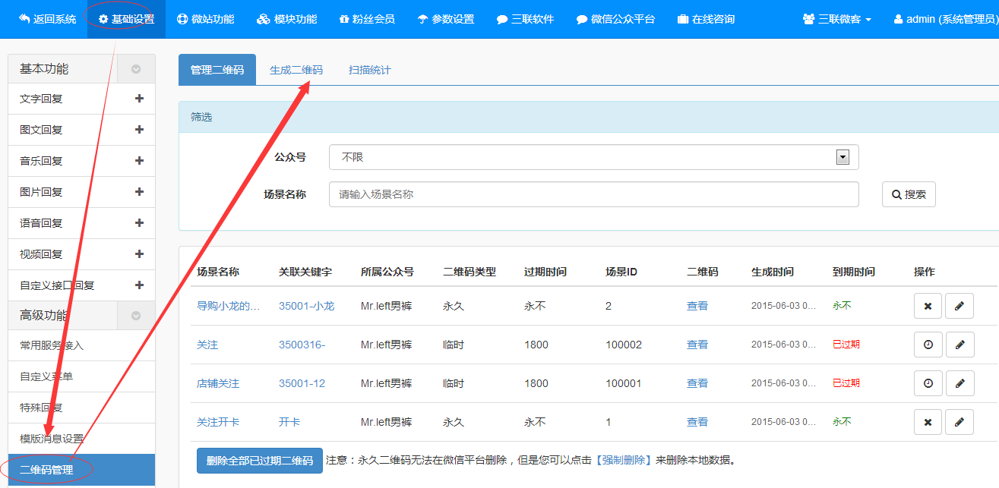 返回系统 基础设置 微站功能 模块功能 粉丝会员 参数设置 三联软件 微信公众平台 在线咨询 三联微客 admin (系统管理员)
基本功能
文字回复
图文回复
音乐回复
图片回复
语音回复
视频回复
自定义接口回复
高级功能
常用服务接入
自定义菜单
特殊回复
模版消息设置
二维码管理
管理二维码 生成二维码 扫描统计
筛选
公众号 不限
场景名称 请输入场景名称 搜索
场景名称 关联关键字 所属公众号 二维码类型 过期时间 场景ID 二维码 生成时间 到期时间 操作
导购小龙的... 35001-小龙 Mr.left男裤 永久 永不 2 查看 2015-06-03 0... 永不
关注 3500316- Mr.left男裤 临时 1800 100002 查看 2015-06-03 0... 已过期
店铺关注 35001-12 Mr.left男裤 临时 1800 100001 查看 2015-06-03 0... 已过期
关注开卡 开卡 Mr.left男裤 永久 永不 1 查看 2015-06-03 0... 永不
删除全部已过期二维码 注意：永久二维码无法在微信平台删除，但是您可以点击【强制删除】来删除本地数据。